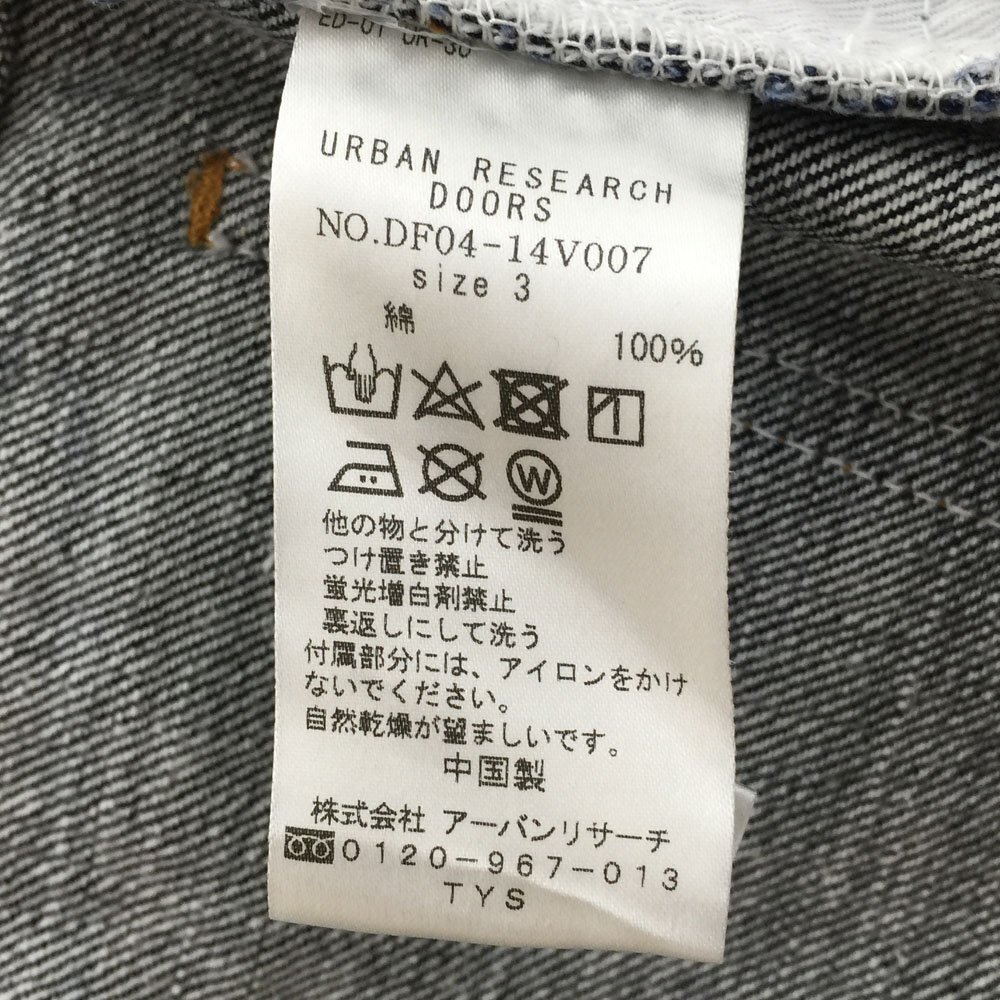 URBAN RESEARCH
DOORS
NO.DF04-14V007
size 3
綿 100%
W
他の物と分けて洗う
つけ置き禁止
蛍光増白剤禁止
裏返しにして洗う
付属部分には、アイロンをかけ
ないでください。
自然乾燥が望ましいです。
中国製
株式会社 アーバンリサーチ
0120-967-013
TYS